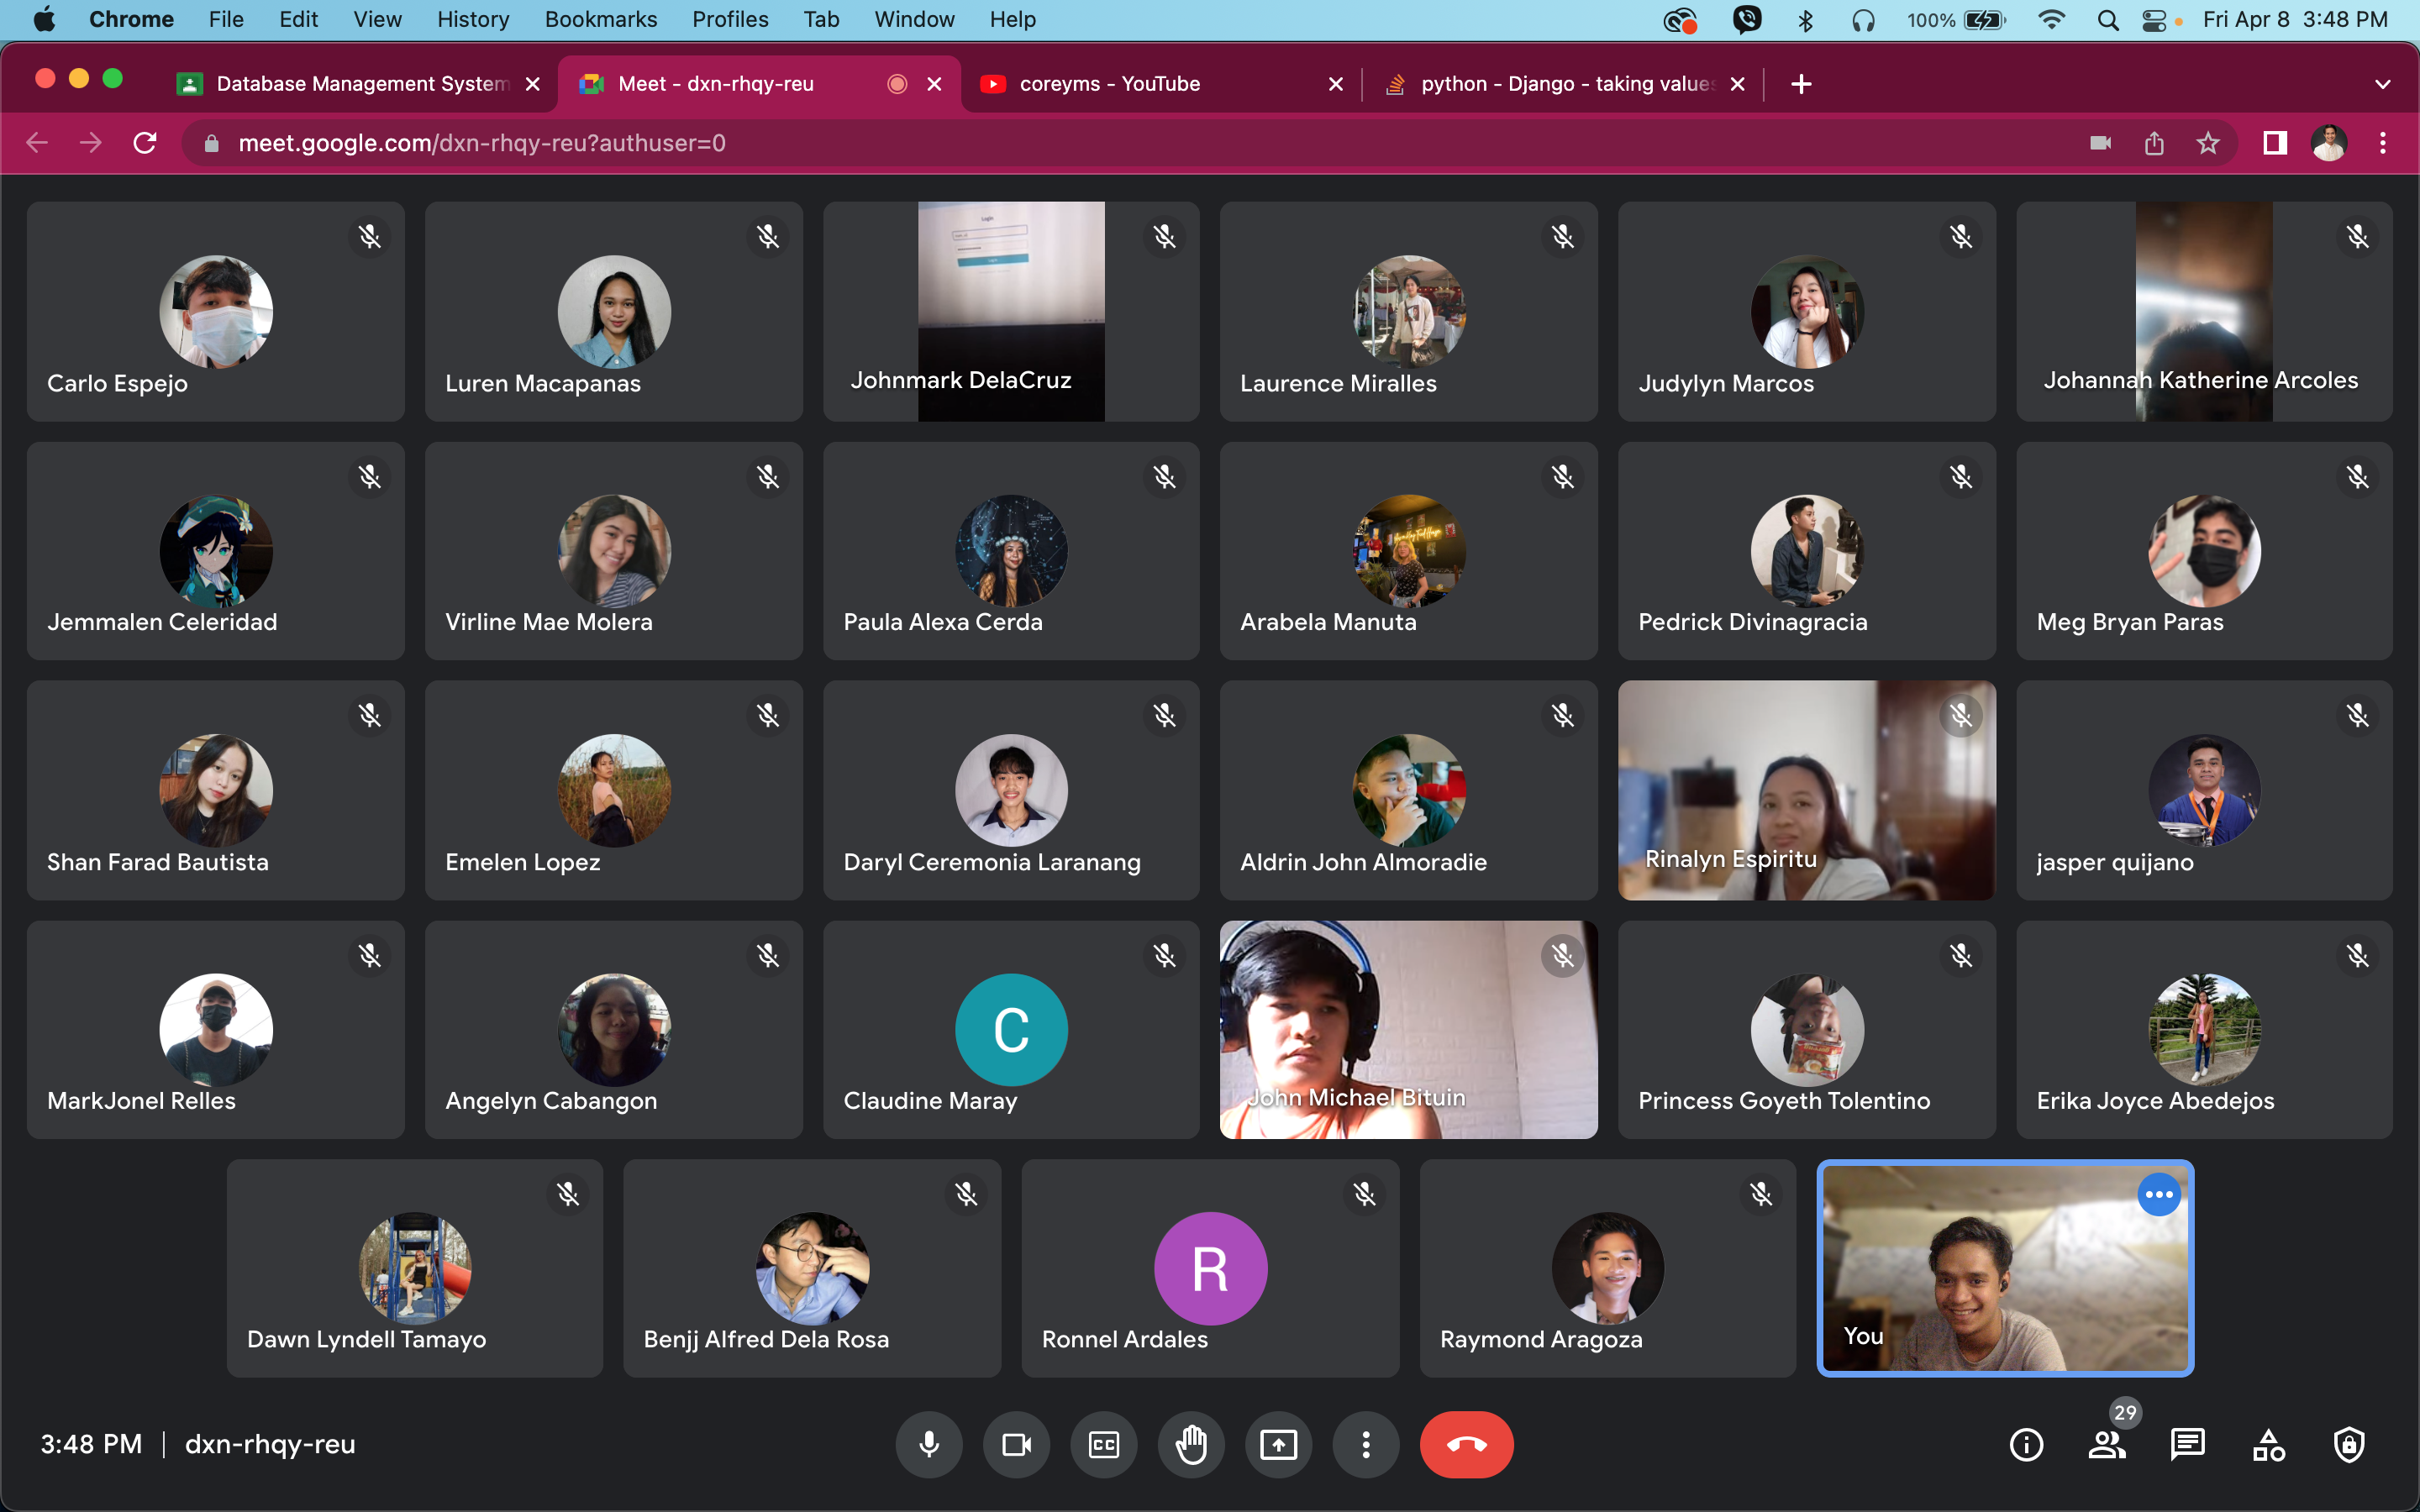 Chrome File Edit View History Bookmarks Profiles Tab Window Help 100% Fri Apr 8 3:48 PM
Database Management System Meet - dxn-rhqy-reu coreyms - YouTube python - Django - taking values
meet.google.com/dxn-rhqy-reu?authuser=0
Login
Login
Carlo Espejo Luren Macapanas Johnmark DelaCruz Laurence Miralles Judylyn Marcos Johannah Katherine Arcoles
Jemmalen Celeridad Virline Mae Molera Paula Alexa Cerda Arabela Manuta Pedrick Divinagracia Meg Bryan Paras
Shan Farad Bautista Emelen Lopez Daryl Ceremonia Laranang Aldrin John Almoradie Rinalyn Espiritu jasper quijano
C
MarkJonel Relles Angelyn Cabangon Claudine Maray John Michael Bituin Princess Goyeth Tolentino Erika Joyce Abedejos
R
Dawn Lyndell Tamayo Benjj Alfred Dela Rosa Ronnel Ardales Raymond Aragoza You
29
3:48 PM | dxn-rhqy-reu CC